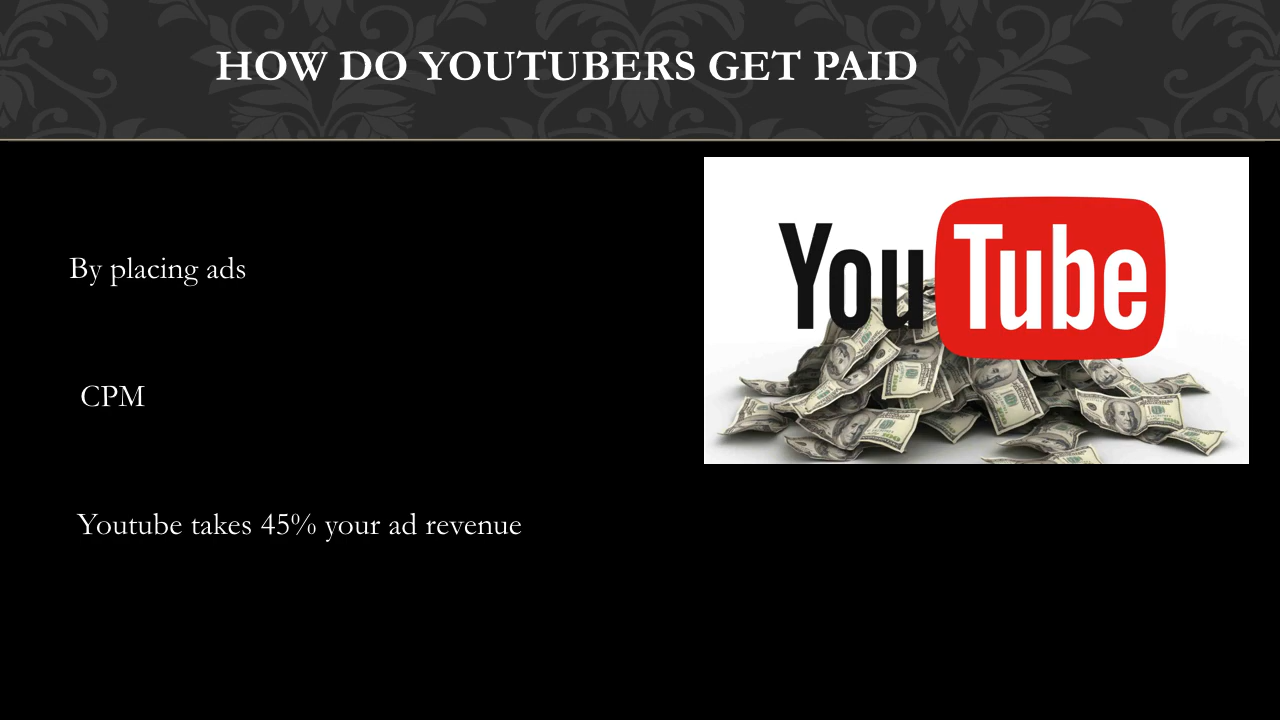 HOW DO YOUTUBERS GET PAID
By placing ads
YouTube
CPM
Youtube takes 45% your ad revenue